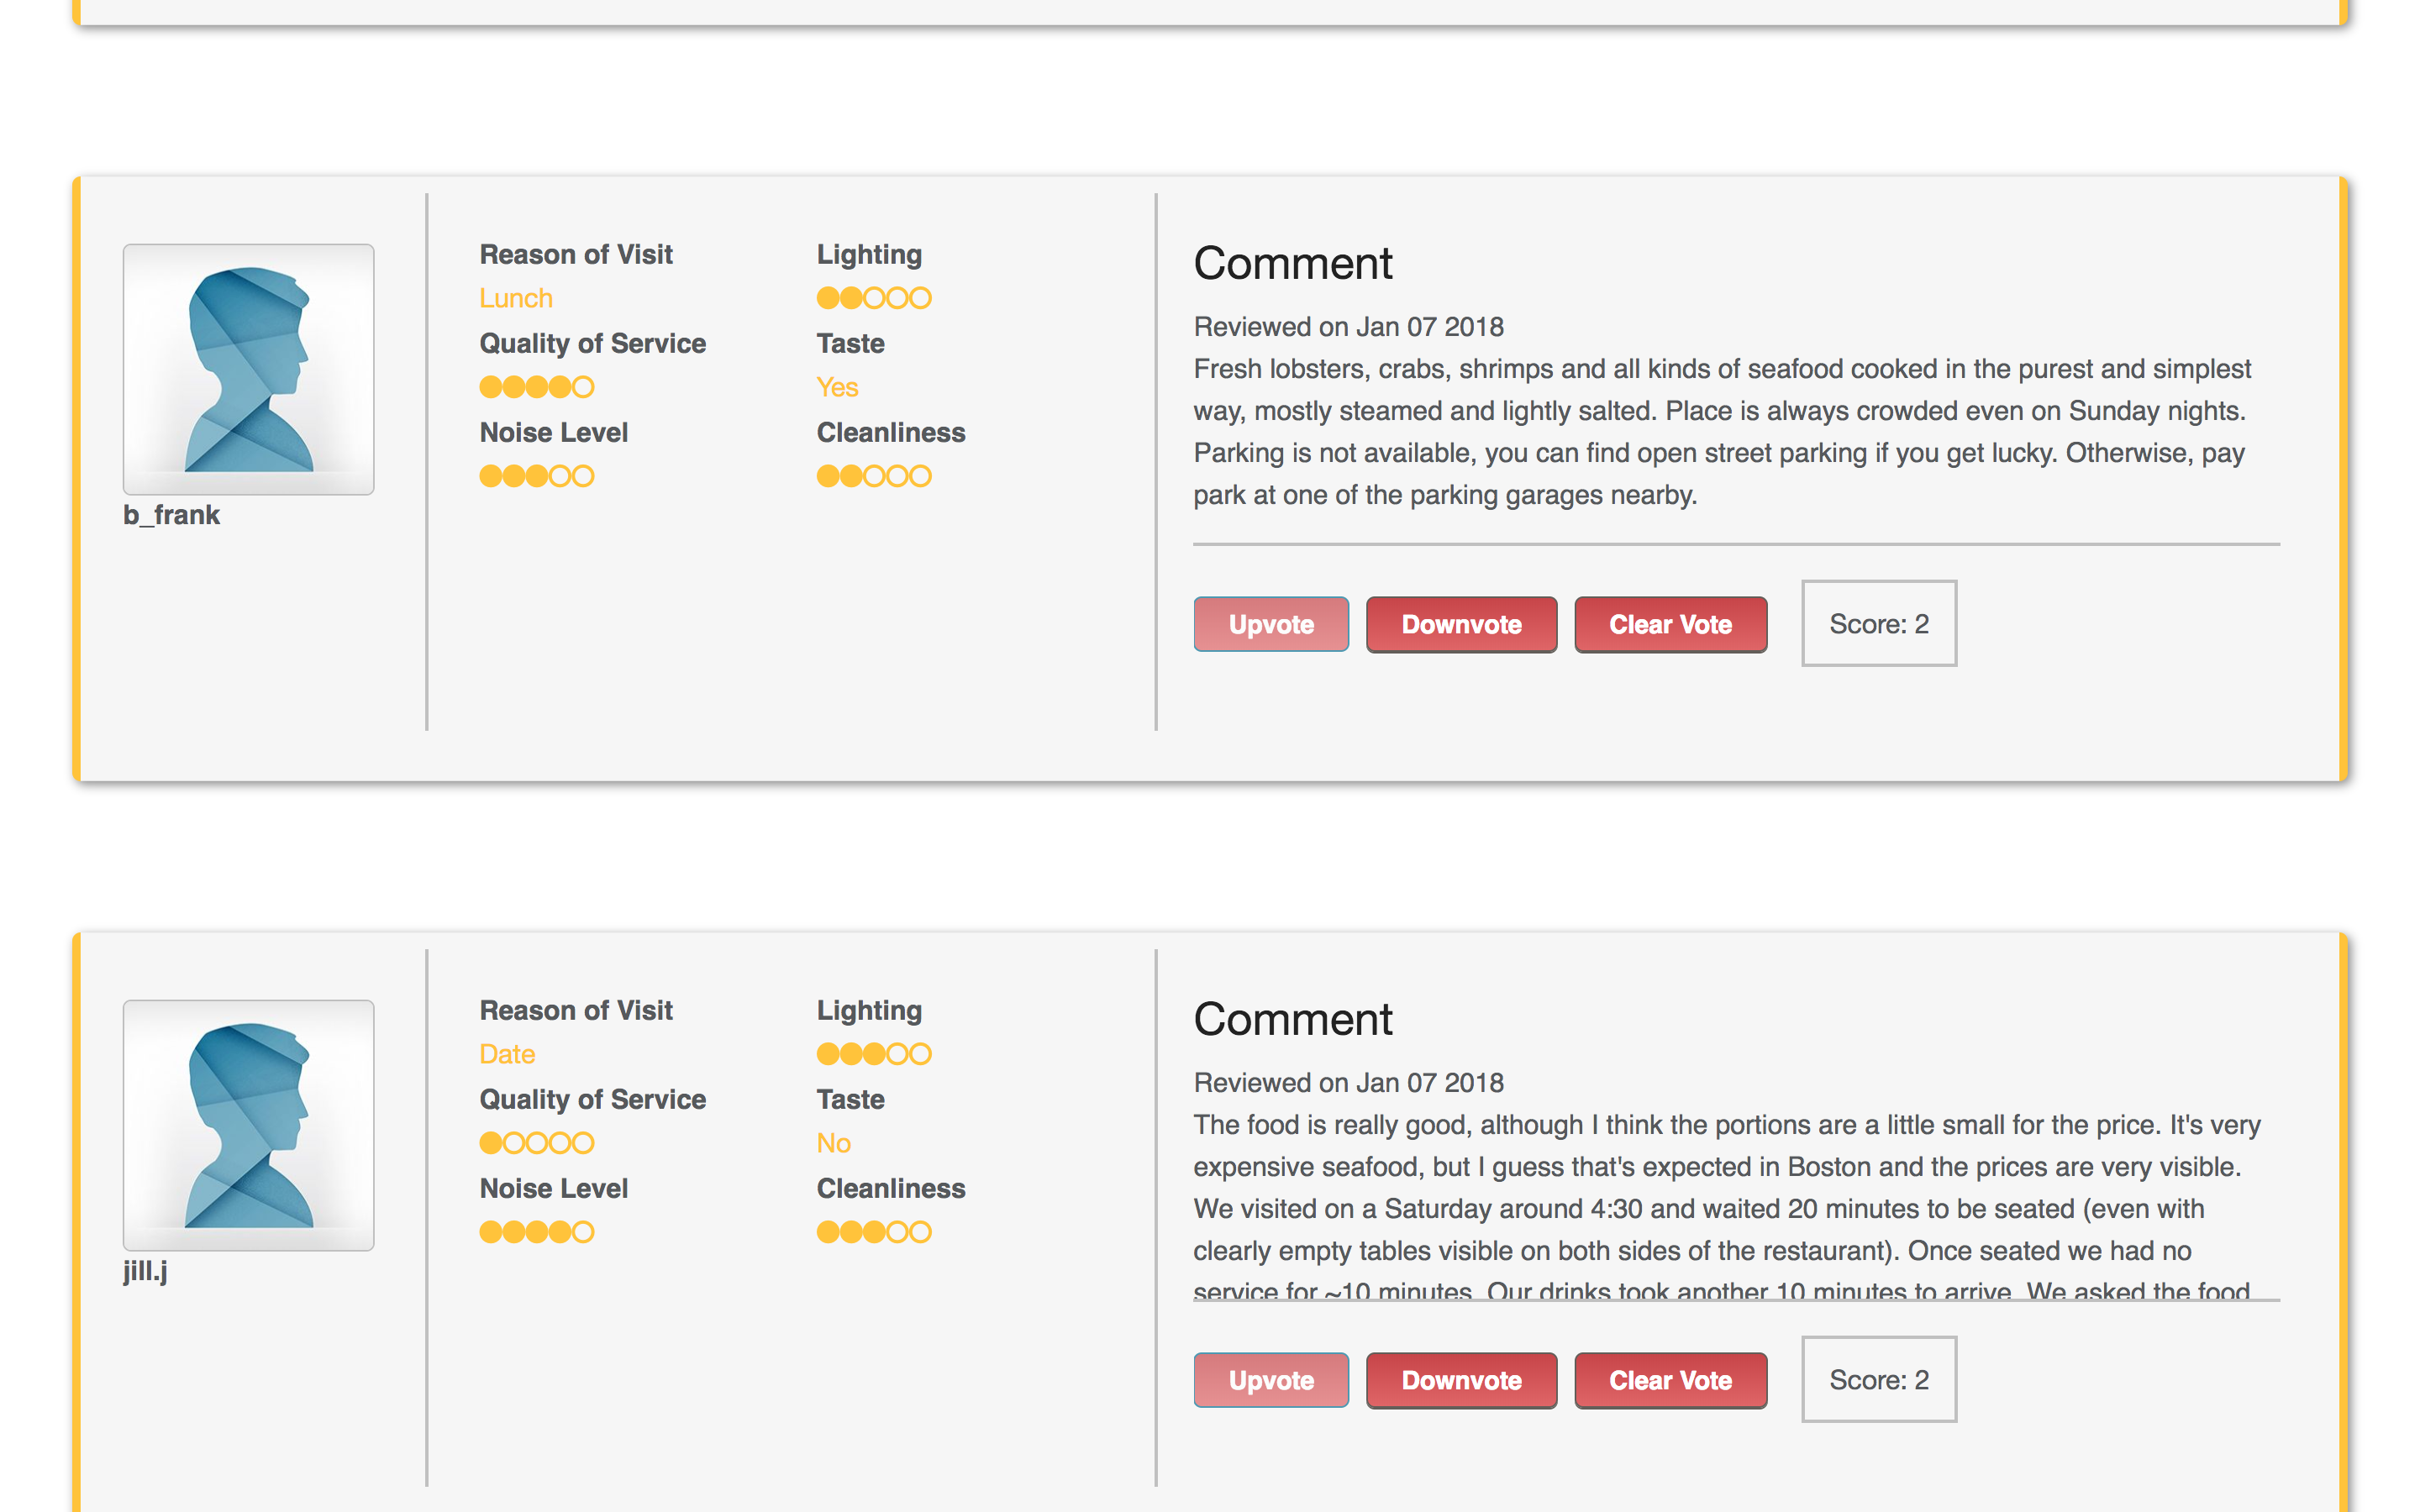 Reason of Visit
Lunch
Quality of Service
Noise Level
Lighting
Taste
Yes
Cleanliness
b_frank
Comment
Reviewed on Jan 07 2018
Fresh lobsters, crabs, shrimps and all kinds of seafood cooked in the purest and simplest
way, mostly steamed and lightly salted. Place is always crowded even on Sunday nights.
Parking is not available, you can find open street parking if you get lucky. Otherwise, pay
park at one of the parking garages nearby.
Upvote
Downvote
Clear Vote
Score: 2
Reason of Visit
Date
Quality of Service
Noise Level
Lighting
Taste
No
Cleanliness
jill.j
Comment
Reviewed on Jan 07 2018
The food is really good, although I think the portions are a little small for the price. It's very
expensive seafood, but I guess that's expected in Boston and the prices are very visible.
We visited on a Saturday around 4:30 and waited 20 minutes to be seated (even with
clearly empty tables visible on both sides of the restaurant). Once seated we had no
service for ~10 minutes. Our drinks took another 10 minutes to arrive. We asked the food
Upvote
Downvote
Clear Vote
Score: 2